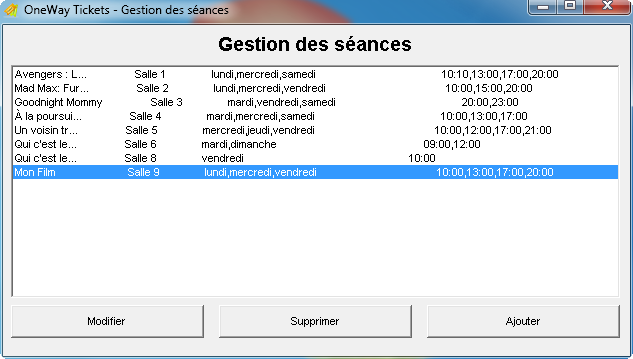 OneWay Tickets - Gestion des séances
Gestion des séances
Avengers : L... Salle 1 lundi,mercredi,samedi 10:10,13:00,17:00,20:00
Mad Max: Fur... Salle 2 lundi,mercredi,vendredi 10:00,15:00,20:00
Goodnight Mommy Salle 3 mardi,vendredi,samedi 20:00,23:00
À la poursui... Salle 4 mardi,mercredi,samedi 10:00,13:00,17:00
Un voisin tr... Salle 5 mercredi,jeudi,vendredi 10:00,12:00,17:00,21:00
Qui c'est le... Salle 6 mardi,dimanche 09:00,12:00
Qui c'est le... Salle 8 vendredi 10:00
Mon Film Salle 9 lundi,mercredi,vendredi 10:00,13:00,17:00,20:00
Modifier Supprimer Ajouter